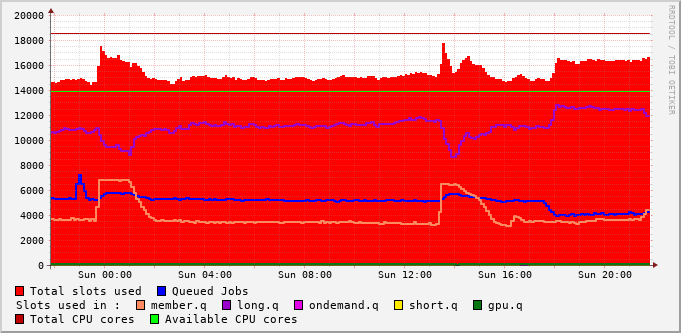 20000
18000
16000
14000
12000
10000
8000
6000
4000
2000
0
Sun 00:00 Sun 04:00 Sun 08:00 Sun 12:00 Sun 16:00 Sun 20:00
RRDTOOL / TOBI OETIKER
Total slots used Queued Jobs
Slots used in : member.q long.q ondemand.q short.q gpu.q
Total CPU cores Available CPU cores